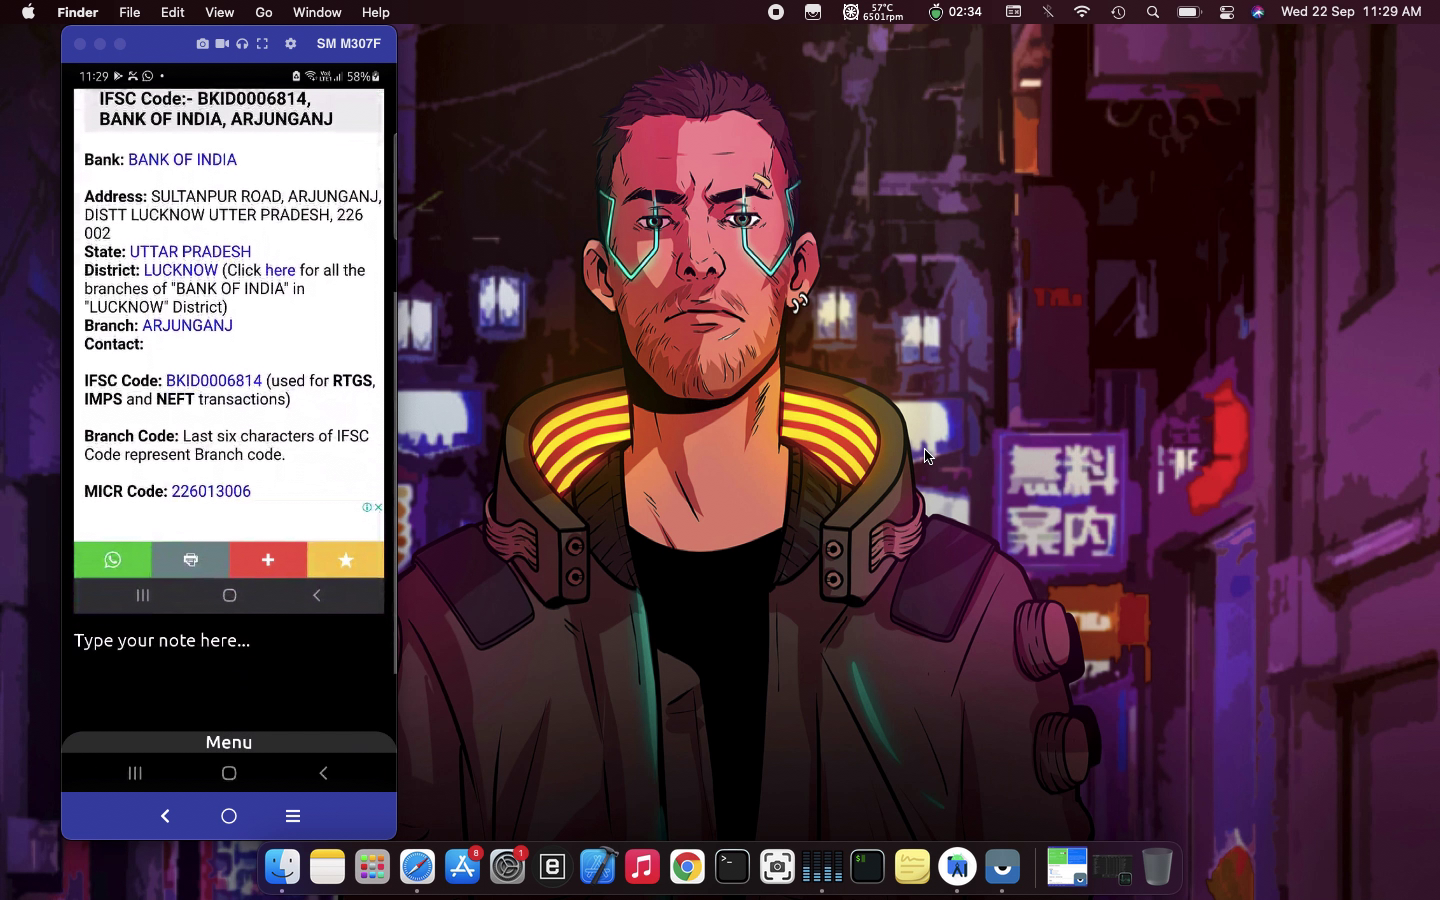 Finder File Edit View Go Window Help
57°C
6501rpm
02:34
Wed 22 Sep 11:29 AM
SM M307F
11:29
58%
IFSC Code:- BKID0006814,
BANK OF INDIA, ARJUNGANJ
Bank: BANK OF INDIA
Address: SULTANPUR ROAD, ARJUNGANJ,
DISTT LUCKNOW UTTER PRADESH, 226
002
State: UTTAR PRADESH
District: LUCKNOW (Click here for all the
branches of "BANK OF INDIA" in
"LUCKNOW" District)
Branch: ARJUNGANJ
Contact:
IFSC Code: BKID0006814 (used for RTGS,
IMPS and NEFT transactions)
Branch Code: Last six characters of IFSC
Code represent Branch code.
MICR Code: 226013006
Type your note here...
Menu
無料
案内
8
1